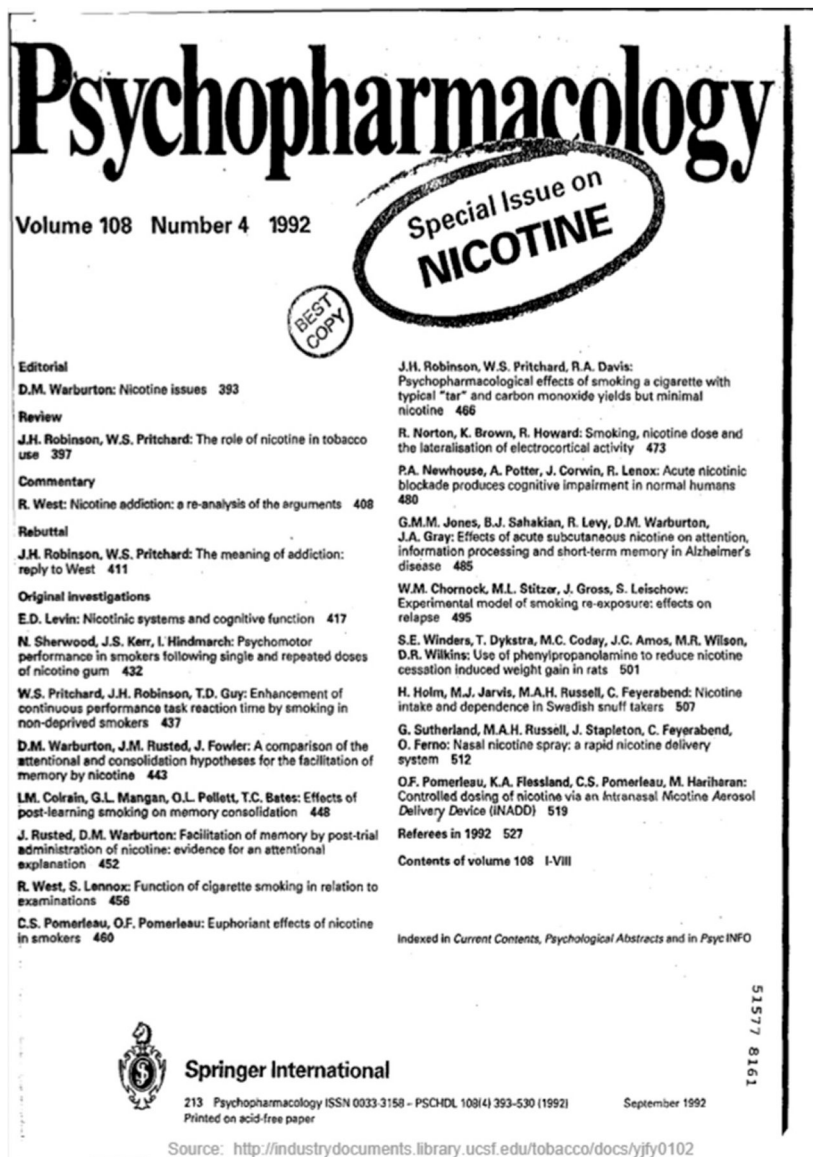 Psychopharmacology
Volume 108 Number 4 1992
Special Issue on
NICOTINE
BEST
COPY
Editorial
D.M. Warburton: Nicotine issues 393
Review
J.H. Robinson, W.S. Pritchard: The role of nicotine in tobacco
use 397
Commentary
R. West: Nicotine addiction: a re-analysis of the arguments 408
Rebuttal
J.H. Robinson, W.S. Pritchard: The meaning of addiction:
reply to West 411
Original investigations
E.D. Levin: Nicotinic systems and cognitive function 417
N. Sherwood, J.S. Kerr, I. Hindmarch: Psychomotor
performance in smokers following single and repeated doses
of nicotine gum 432
W.S. Pritchard, J.H. Robinson, T.D. Guy: Enhancement of
continuous performance task reaction time by smoking in
non-deprived smokers 437
D.M. Warburton, J.M. Rusted, J. Fowler: A comparison of the
attentional and consolidation hypotheses for the facilitation of
memory by nicotine 443
I.M. Colrain, G.L. Mangan, O.L. Pellett, T.C. Bates: Effects of
post-learning smoking on memory consolidation 448
J. Rusted, D.M. Warburton: Facilitation of memory by post-trial
administration of nicotine: evidence for an attentional
explanation 452
R. West, S. Lennox: Function of cigarette smoking in relation to
examinations 456
C.S. Pomerleau, O.F. Pomerleau: Euphoriant effects of nicotine
in smokers 460
J.H. Robinson, W.S. Pritchard, R.A. Davis:
Psychopharmacological effects of smoking a cigarette with
typical "tar" and carbon monoxide yields but minimal
nicotine 466
R. Norton, K. Brown, R. Howard: Smoking, nicotine dose and
the lateralisation of electrocortical activity 473
P.A. Newhouse, A. Potter, J. Corwin, R. Lenox: Acute nicotinic
blockade produces cognitive impairment in normal humans
480
G.M.M. Jones, B.J. Sahakian, R. Levy, D.M. Warburton,
J.A. Gray: Effects of acute subcutaneous nicotine on attention,
information processing and short-term memory in Alzheimer's
disease 485
W.M. Chornock, M.L. Stitzer, J. Gross, S. Leischow:
Experimental model of smoking re-exposure: effects on
relapse 495
S.E. Winders, T. Dykstra, M.C. Coday, J.C. Amos, M.R. Wilson,
D.R. Wilkins: Use of phenylpropanolamine to reduce nicotine
cessation induced weight gain in rats 501
H. Holm, M.J. Jarvis, M.A.H. Russell, C. Feyerabend: Nicotine
intake and dependence in Swedish snuff takers 507
G. Sutherland, M.A.H. Russell, J. Stapleton, C. Feyerabend,
O. Ferno: Nasal nicotine spray: a rapid nicotine delivery
system 512
O.F. Pomerleau, K.A. Flessland, C.S. Pomerleau, M. Hariharan:
Controlled dosing of nicotine via an Intranasal Nicotine Aerosol
Delivery Device (INADD) 519
Referees in 1992 527
Contents of volume 108 I-VIII
Indexed in Current Contents, Psychological Abstracts and in PsycINFO
51577 8161
Springer International
213 Psychopharmacology ISSN 0033-3158 - PSCHDL 108(4) 393-530 (1992)
September 1992
Printed on acid-free paper
Source: http://industrydocuments.library.ucsf.edu/tobacco/docs/yjfy0102